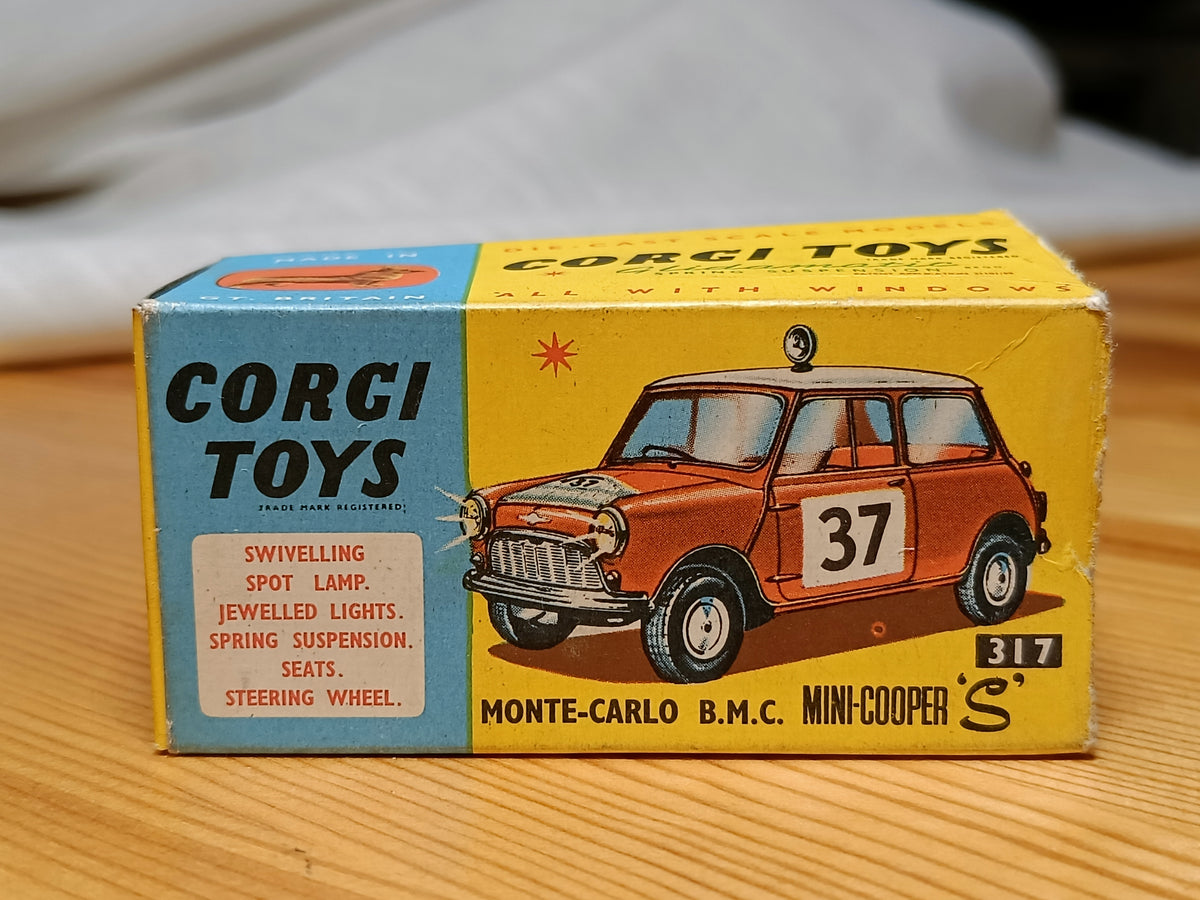 MADE IN
GT. BRITAIN
DIE-CAST SCALE MODELS
CORGI TOYS
SUSPENSION
ALL WITH WINDOWS
CORGI
TOYS
TRADE MARK REGISTERED
SWIVELLING
SPOT LAMP.
JEWELLED LIGHTS.
SPRING SUSPENSION.
SEATS.
STEERING WHEEL.
37
317
MONTE-CARLO B.M.C. MINI-COOPER 'S'